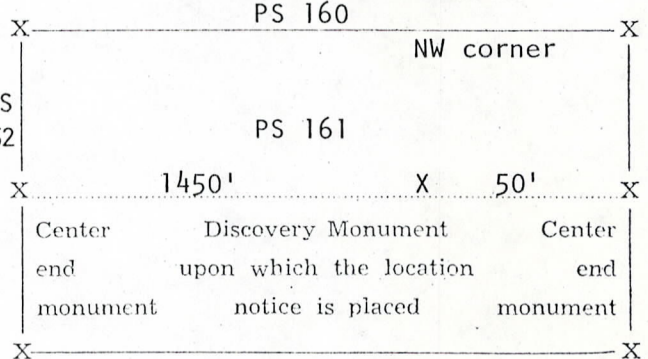 PS 160
X X
NW corner
S
52
PS 161
X 1450' X 50' X
Center Discovery Monument Center
end upon which the location end
monument notice is placed monument
X X